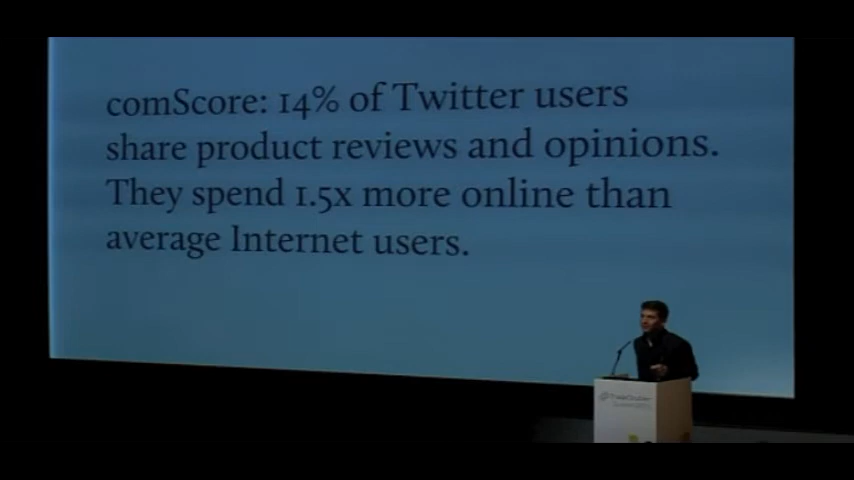 comScore: 14% of Twitter users
share product reviews and opinions.
They spend 1.5x more online than
average Internet users.
TradeDoubler